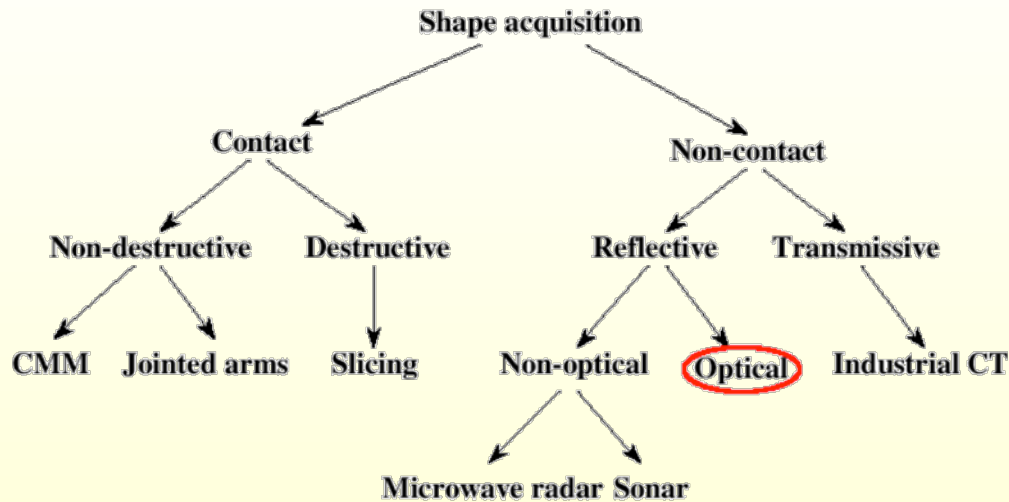 Shape acquisition
Contact
Non-contact
Non-destructive
Destructive
Reflective
Transmissive
CMM
Jointed arms
Slicing
Non-optical
Optical
Industrial CT
Microwave radar
Sonar